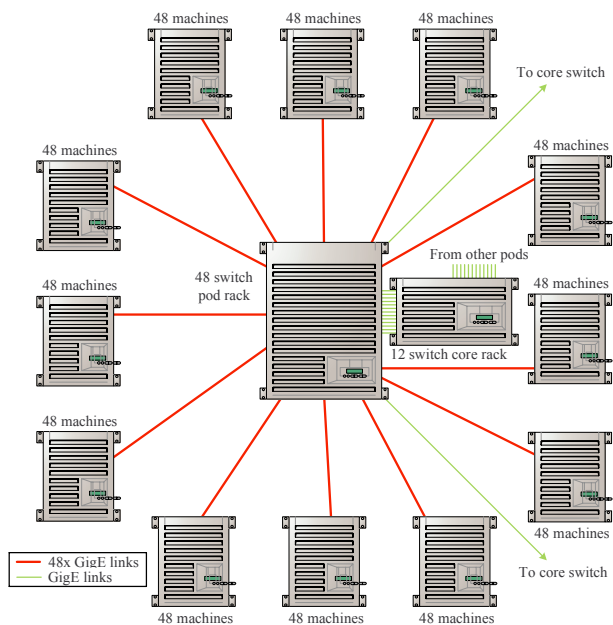 48 machines
48 machines
48 machines
To core switch
48 machines
48 machines
From other pods
48 switch
pod rack
48 machines
48 machines
12 switch core rack
48 machines
48 machines
48x GigE links
GigE links
To core switch
48 machines
48 machines
48 machines